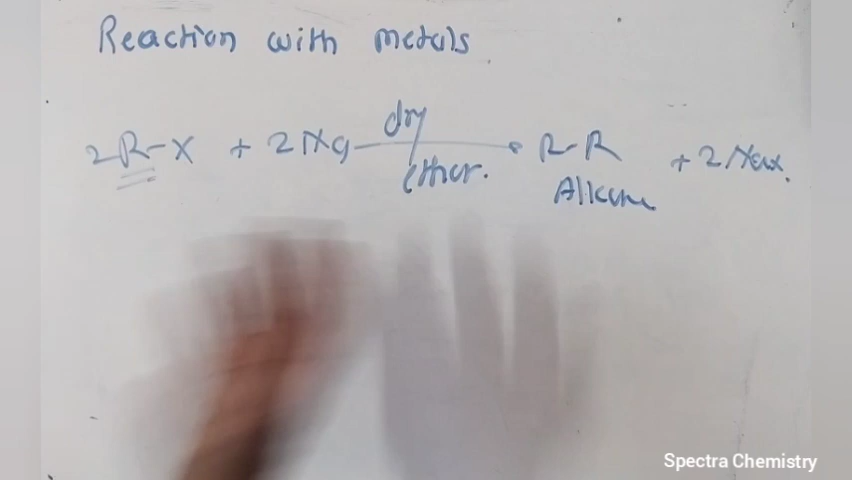 Reaction with metals
2R-X + 2Na dry ether. R-R + 2Nax.
Alkane
Spectra Chemistry